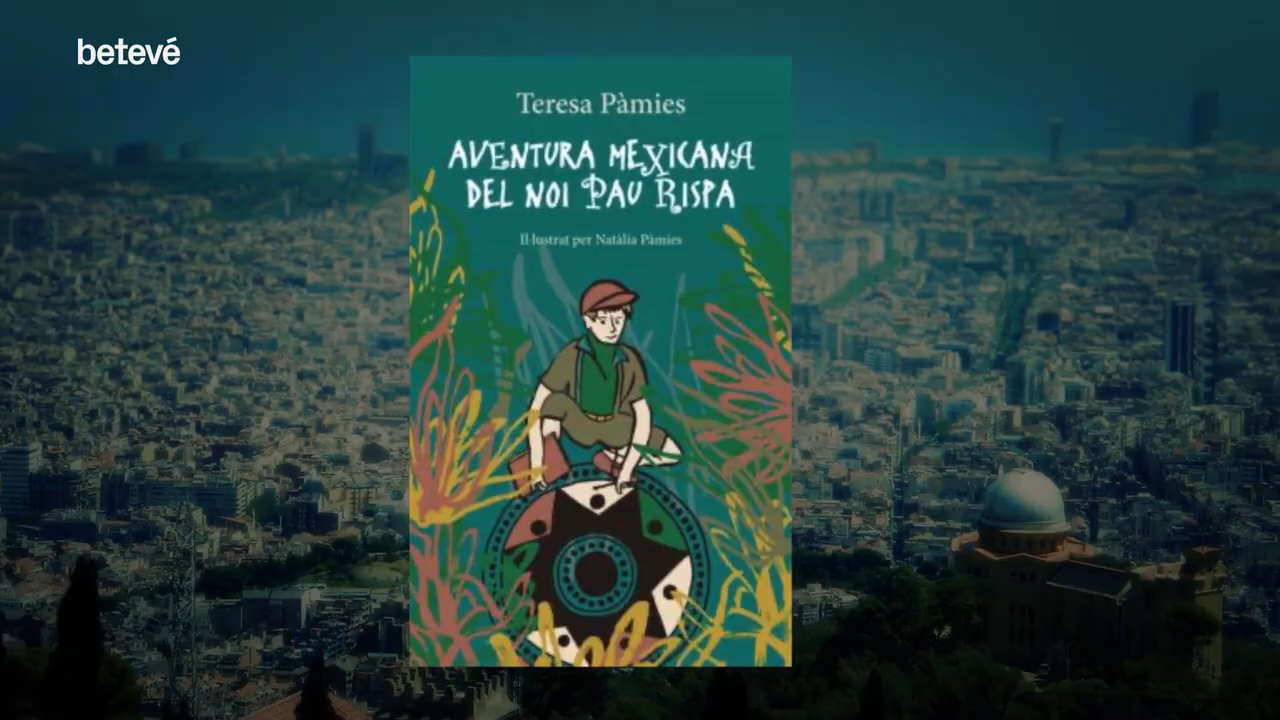 betevé
Teresa Pàmies
AVENTURA MEXICANA
DEL NOI PAU RISPA
Il·lustrat per Natàlia Pàmies